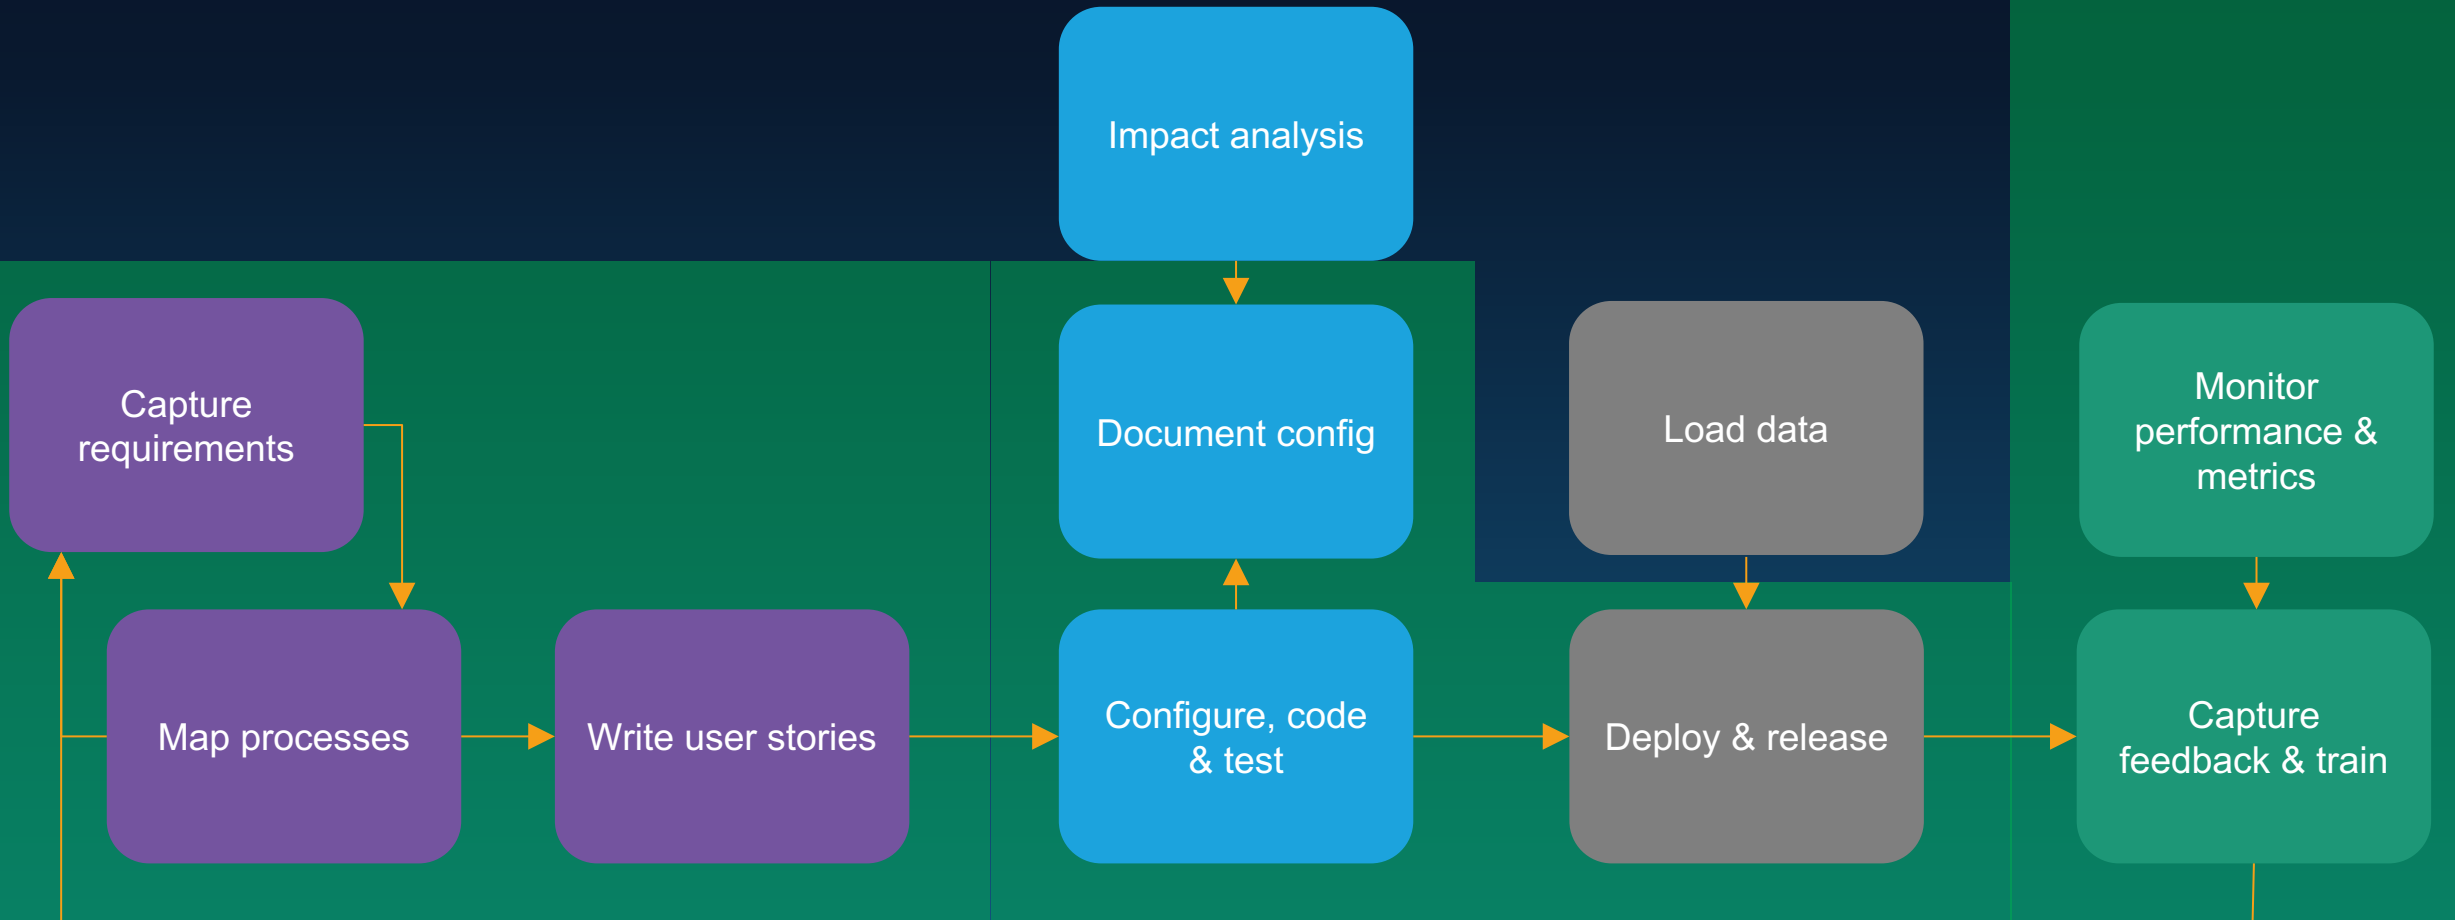 Impact analysis
Capture
requirements
Document config
Load data
Monitor
performance &
metrics
Map processes
Write user stories
Configure, code
& test
Deploy & release
Capture
feedback & train